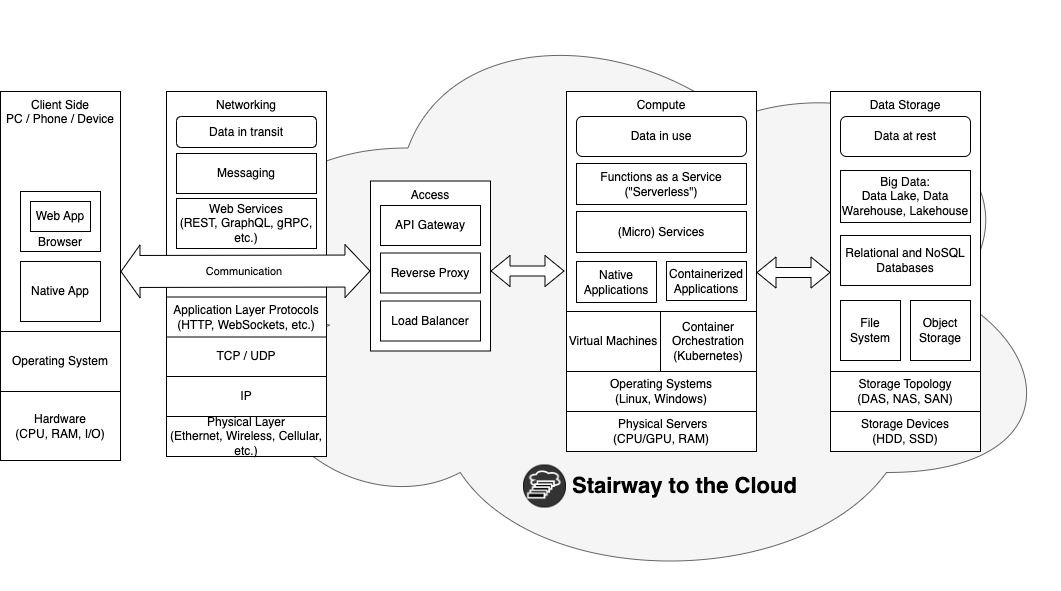 Client Side
PC / Phone / Device
Web App
Browser
Native App
Operating System
Hardware
(CPU, RAM, I/O)
Networking
Data in transit
Messaging
Web Services
(REST, GraphQL, gRPC,
etc.)
Communication
Application Layer Protocols
(HTTP, WebSockets, etc.)
TCP / UDP
IP
Physical Layer
(Ethernet, Wireless, Cellular,
etc.)
Access
API Gateway
Reverse Proxy
Load Balancer
Compute
Data in use
Functions as a Service
("Serverless")
(Micro) Services
Native
Applications
Containerized
Applications
Virtual Machines
Container
Orchestration
(Kubernetes)
Operating Systems
(Linux, Windows)
Physical Servers
(CPU/GPU, RAM)
Data Storage
Data at rest
Big Data:
Data Lake, Data
Warehouse, Lakehouse
Relational and NoSQL
Databases
File
System
Object
Storage
Storage Topology
(DAS, NAS, SAN)
Storage Devices
(HDD, SSD)
Stairway to the Cloud